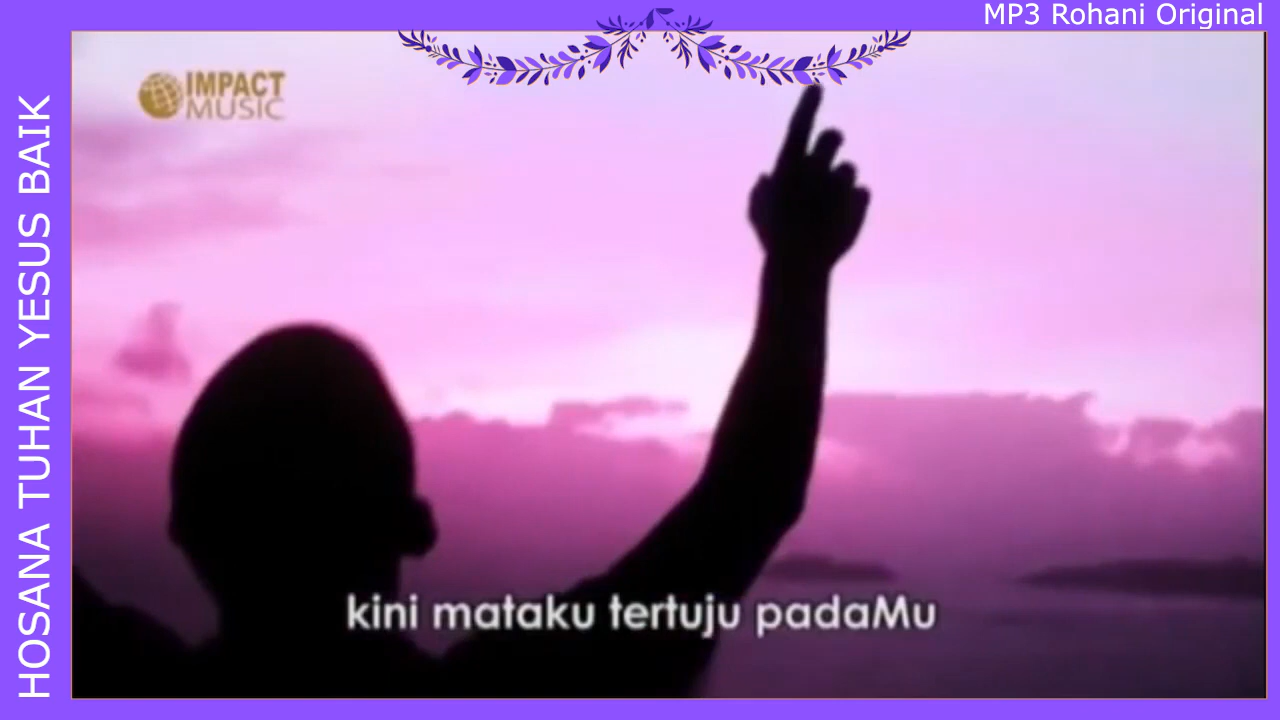 MP3 Rohani Original
IMPACT
MUSIC
HOSANA TUHAN YESUS BAIK
kini mataku tertuju padaMu